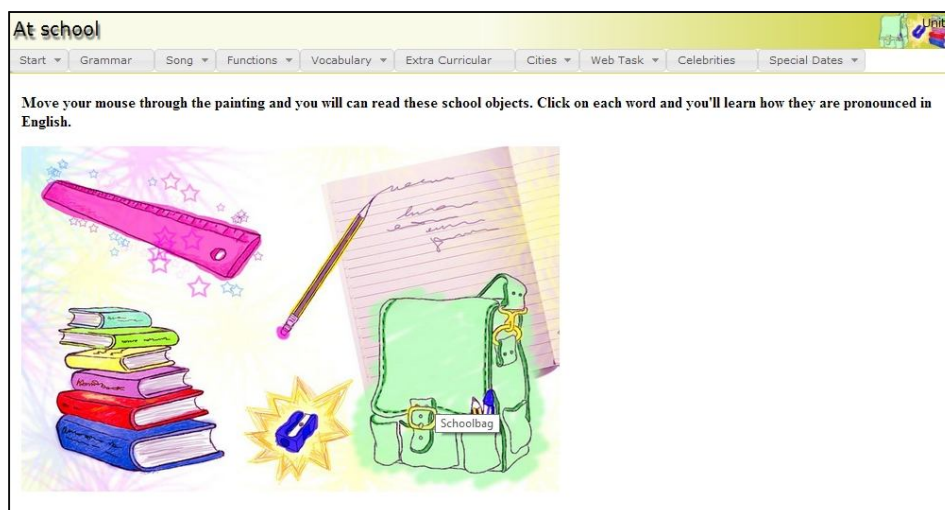 At school
Unit
Start Grammar Song Functions Vocabulary Extra Curricular Cities Web Task Celebrities Special Dates
Move your mouse through the painting and you will can read these school objects. Click on each word and you'll learn how they are pronounced in
English.
Schoolbag